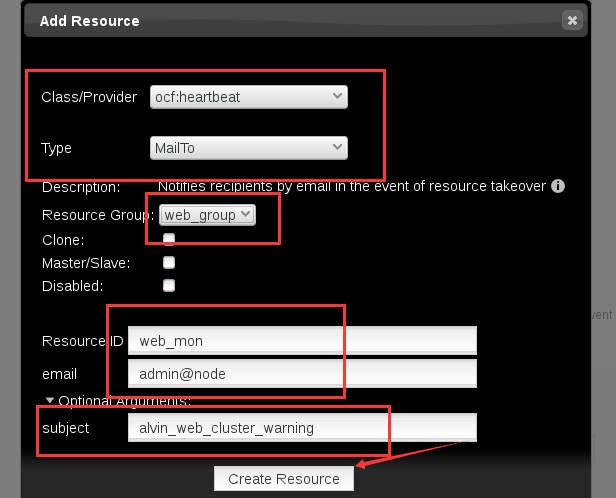 Add Resource
Class/Provider ocf:heartbeat
Type MailTo
Description: Notifies recipients by email in the event of resource takeover
Resource Group: web_group
Clone:
Master/Slave:
Disabled:
vent
Resource ID web_mon
email admin@node
Optional Arguments:
subject alvin_web_cluster_warning
Create Resource